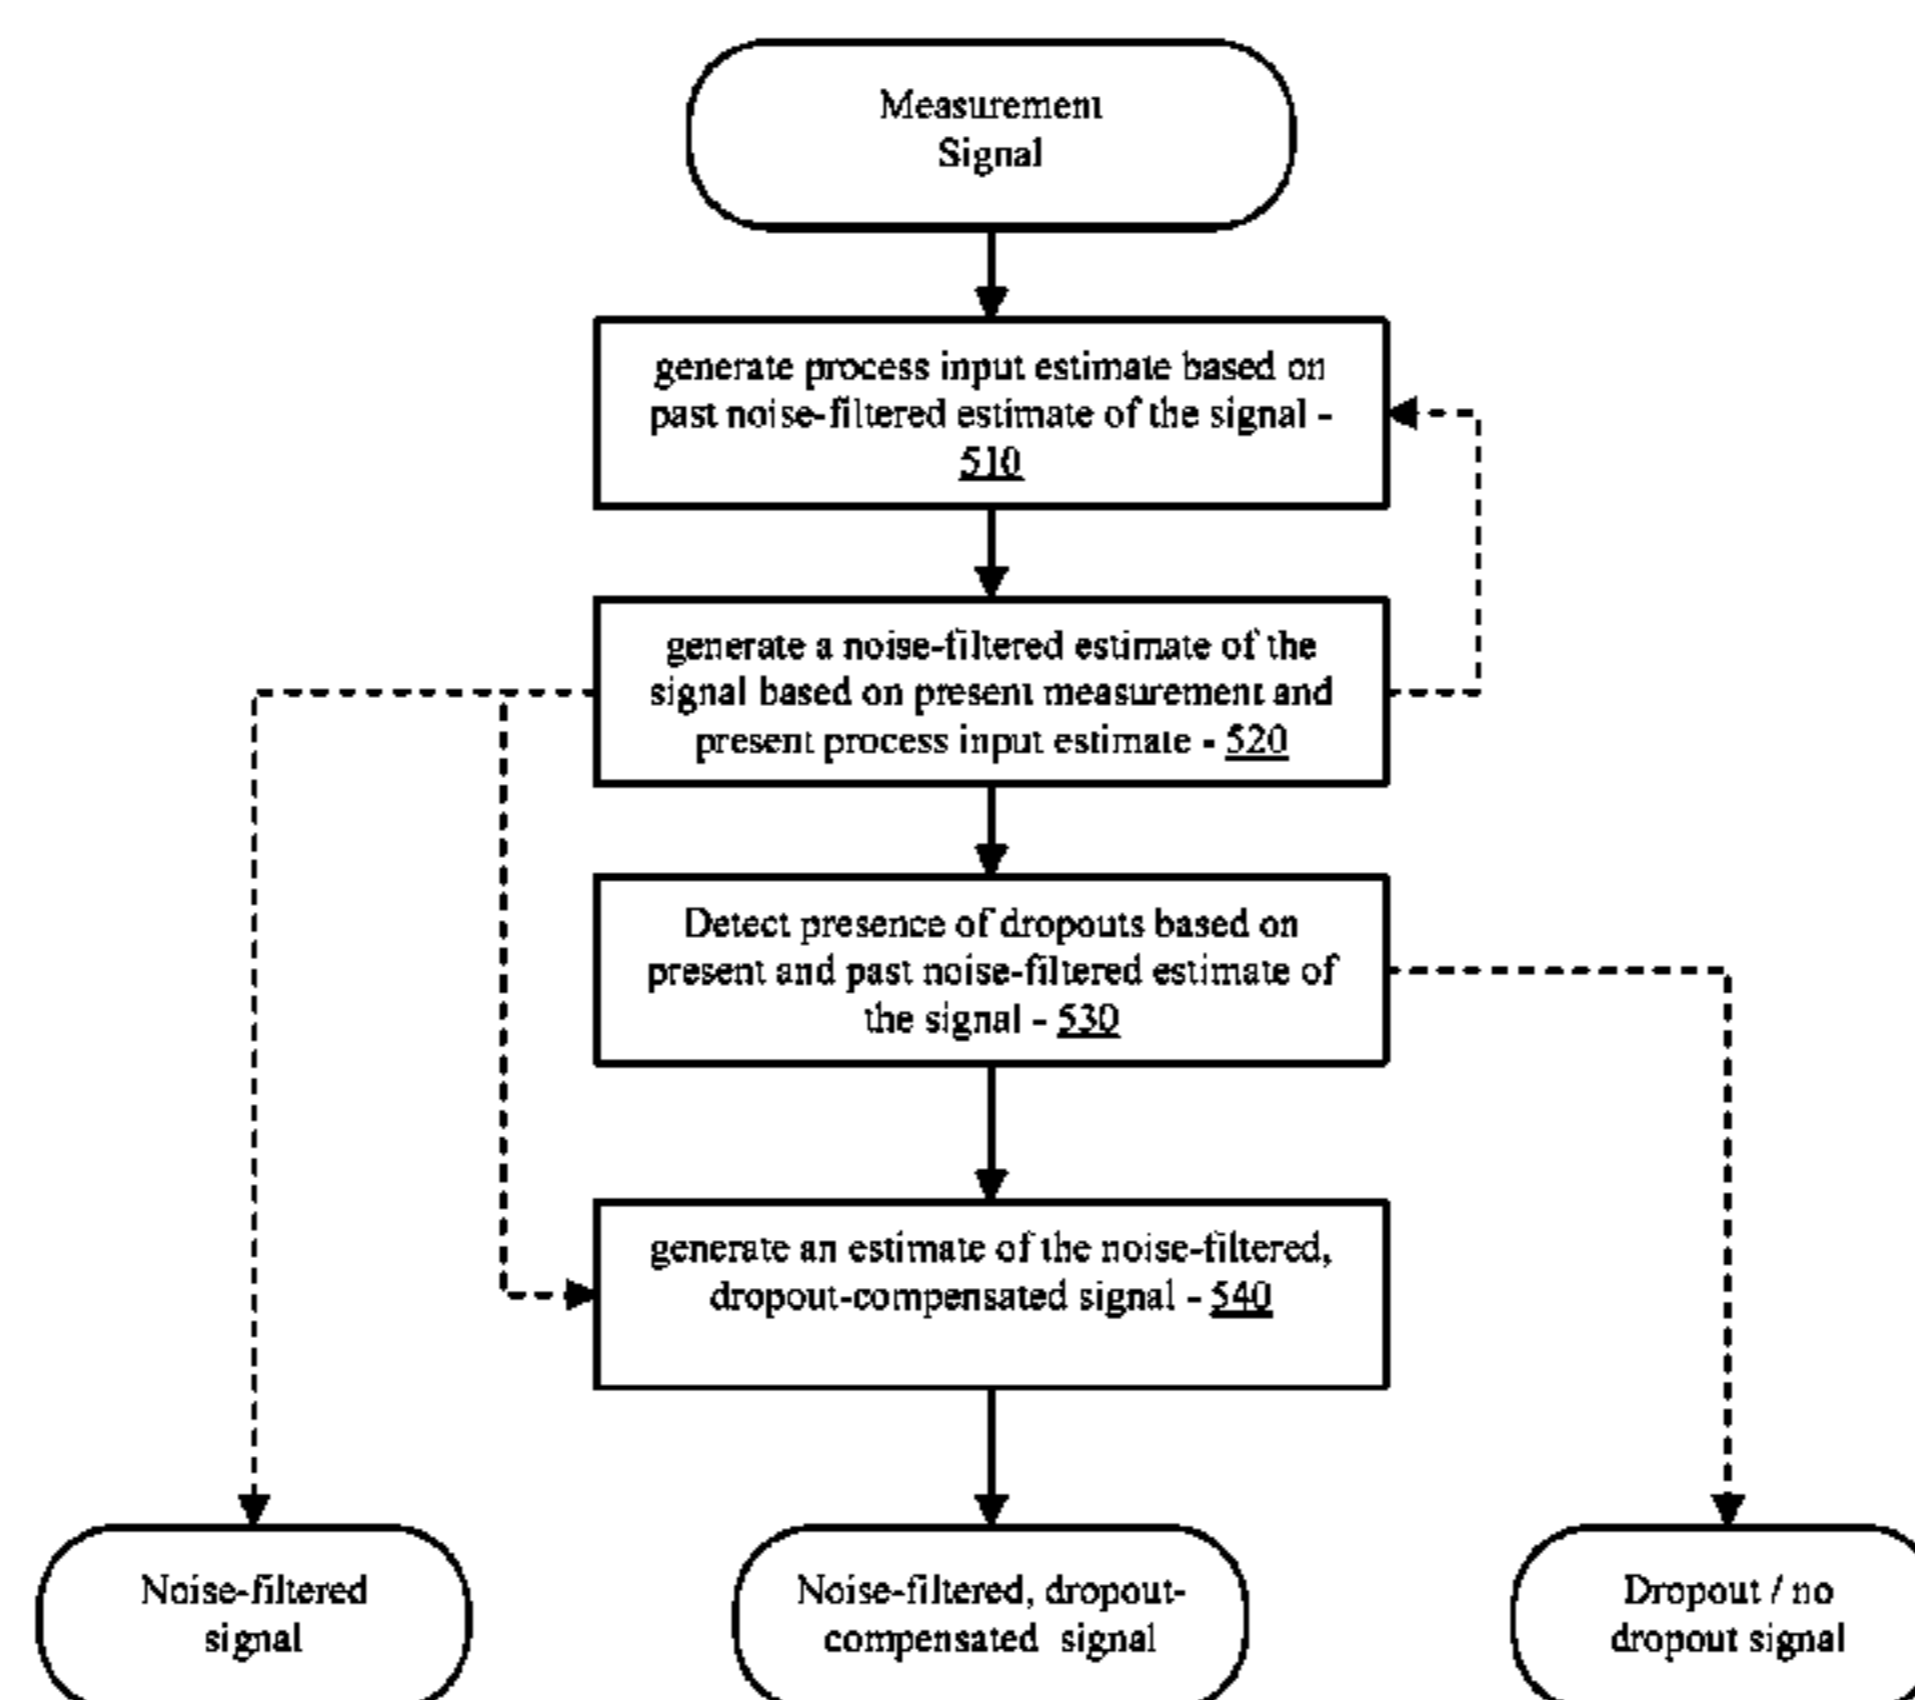 Measurement
Signal
generate process input estimate based on
past noise-filtered estimate of the signal -
510
generate a noise-filtered estimate of the
signal based on present measurement and
present process input estimate - 520
Detect presence of dropouts based on
present and past noise-filtered estimate of
the signal - 530
generate an estimate of the noise-filtered,
dropout-compensated signal - 540
Noise-filtered
signal
Noise-filtered, dropout-
compensated signal
Dropout / no
dropout signal